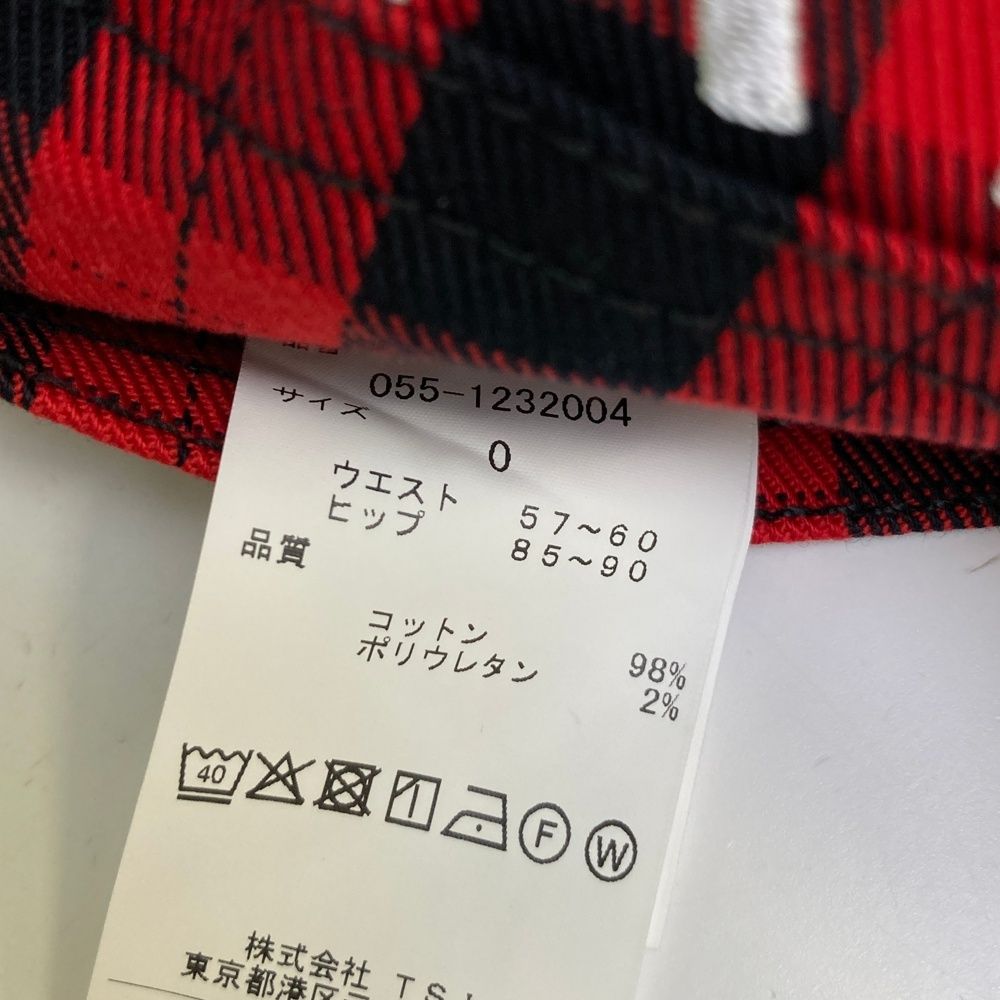 055-1232004
サイズ
0
ウエスト 57~60
ヒップ 85~90
品質
コットン 98%
ポリウレタン 2%
40
F W
株式会社 TS
東京都港区